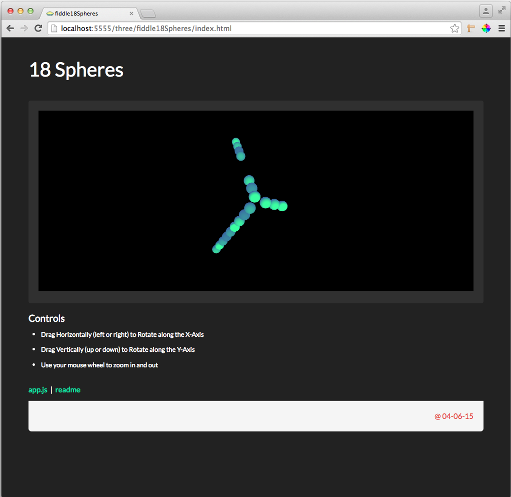 fiddle18Spheres
localhost:5555/three/fiddle18Spheres/index.html
18 Spheres
Controls
Drag Horizontally (left or right) to Rotate along the X-Axis
Drag Vertically (up or down) to Rotate along the Y-Axis
Use your mouse wheel to zoom in and out
app.js | readme
@ 04-06-15